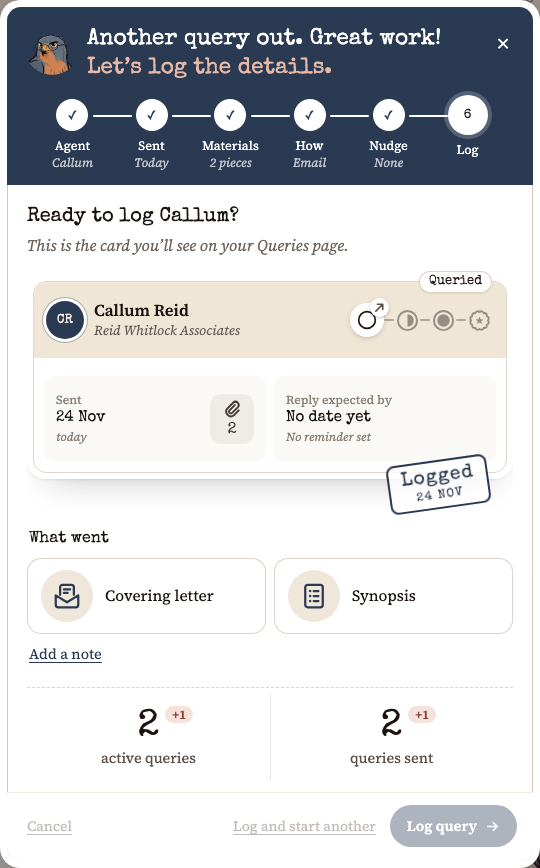 Another query out. Great work!
Let’s log the details.
6
Agent
Callum
Sent
Today
Materials
2 pieces
How
Email
Nudge
None
Log
Ready to log Callum?
This is the card you’ll see on your Queries page.
Queried
CR
Callum Reid
Reid Whitlock Associates
Sent
24 Nov
today
2
Reply expected by
No date yet
No reminder set
Logged
24 NOV
What went
Covering letter
Synopsis
Add a note
2 +1
active queries
2 +1
queries sent
Cancel
Log and start another
Log query →